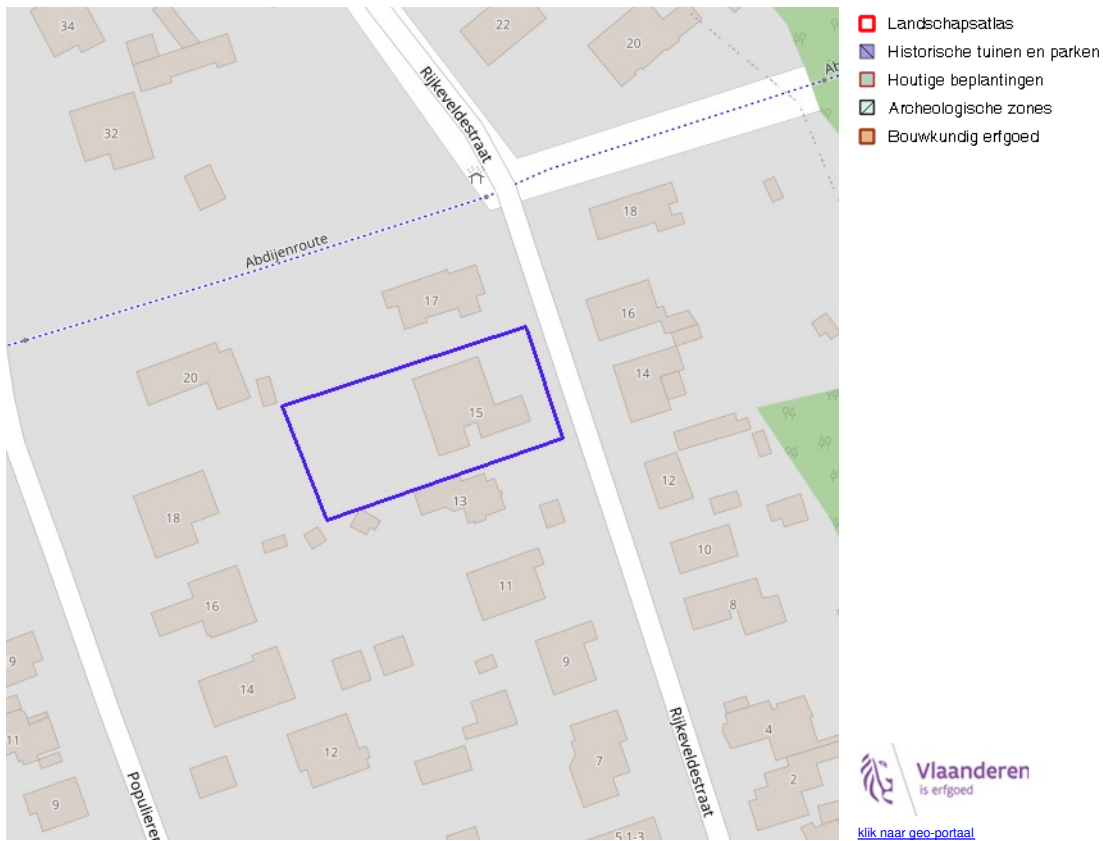 34
22
20
Rijkeveldestraat
32
Ab
18
Abdijenroute
17
16
20
14
15
13
12
18
10
11
8
16
9
9
14
Rijkeveldestraat
4
11
12
7
2
9
Populieren
5.1-3
Landschapsatlas
Historische tuinen en parken
Houtige beplantingen
Archeologische zones
Bouwkundig erfgoed
Vlaanderen
is erfgoed
klik naar geo-portaal